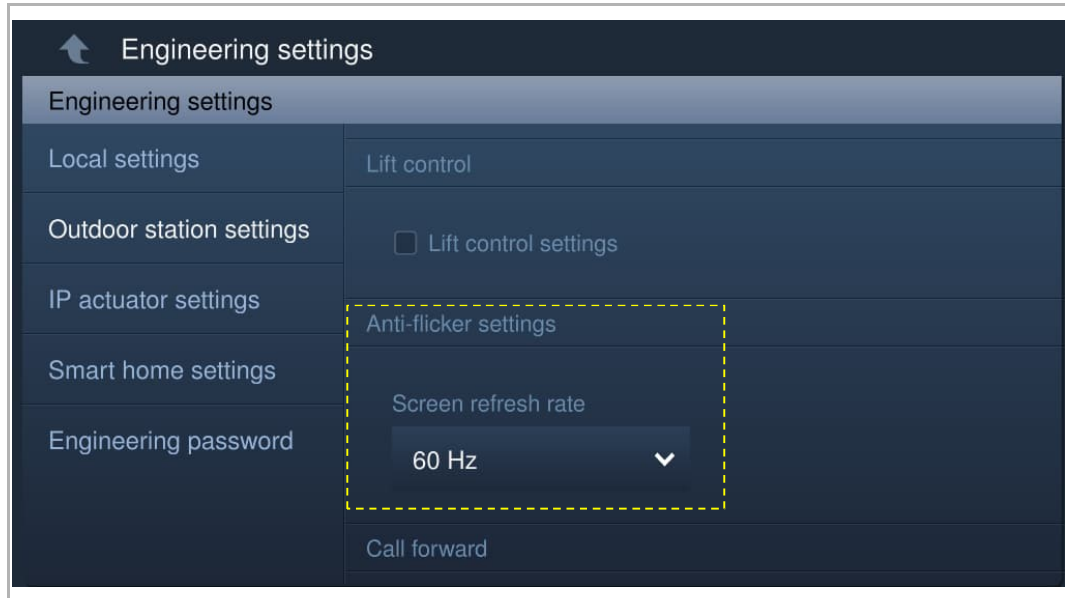 Engineering settings
Engineering settings
Local settings
Outdoor station settings
IP actuator settings
Smart home settings
Engineering password
Lift control
Lift control settings
Anti-flicker settings
Screen refresh rate
60 Hz
Call forward